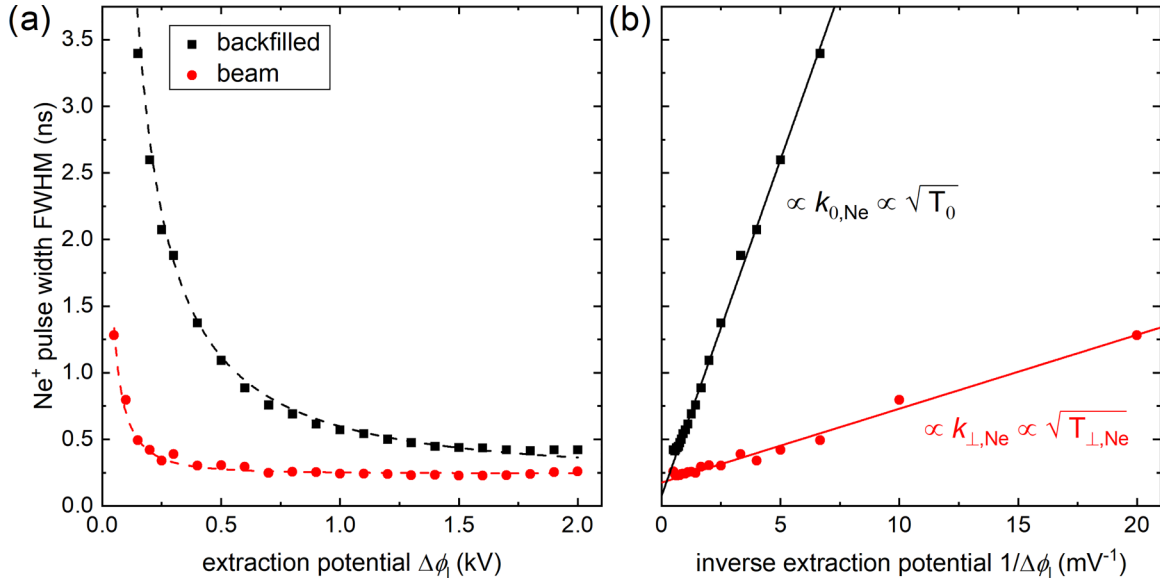 (a)
(b)
backfilled
beam
Ne⁺ pulse width FWHM (ns)
3.5
3.0
2.5
2.0
1.5
1.0
0.5
0.0
0.0 0.5 1.0 1.5 2.0
extraction potential Δϕ_l (kV)
∝ k₀,Ne ∝ √T₀
∝ k⊥,Ne ∝ √T⊥,Ne
0 5 10 15 20
inverse extraction potential 1/Δϕ_l (mV⁻¹)